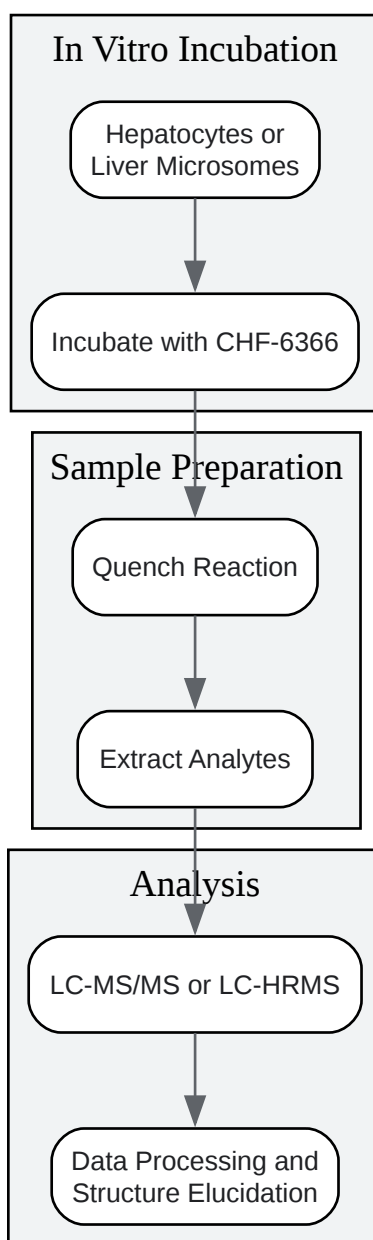 In Vitro Incubation
Hepatocytes or
Liver Microsomes
Incubate with CHF-6366
Sample Preparation
Quench Reaction
Extract Analytes
Analysis
LC-MS/MS or LC-HRMS
Data Processing and
Structure Elucidation